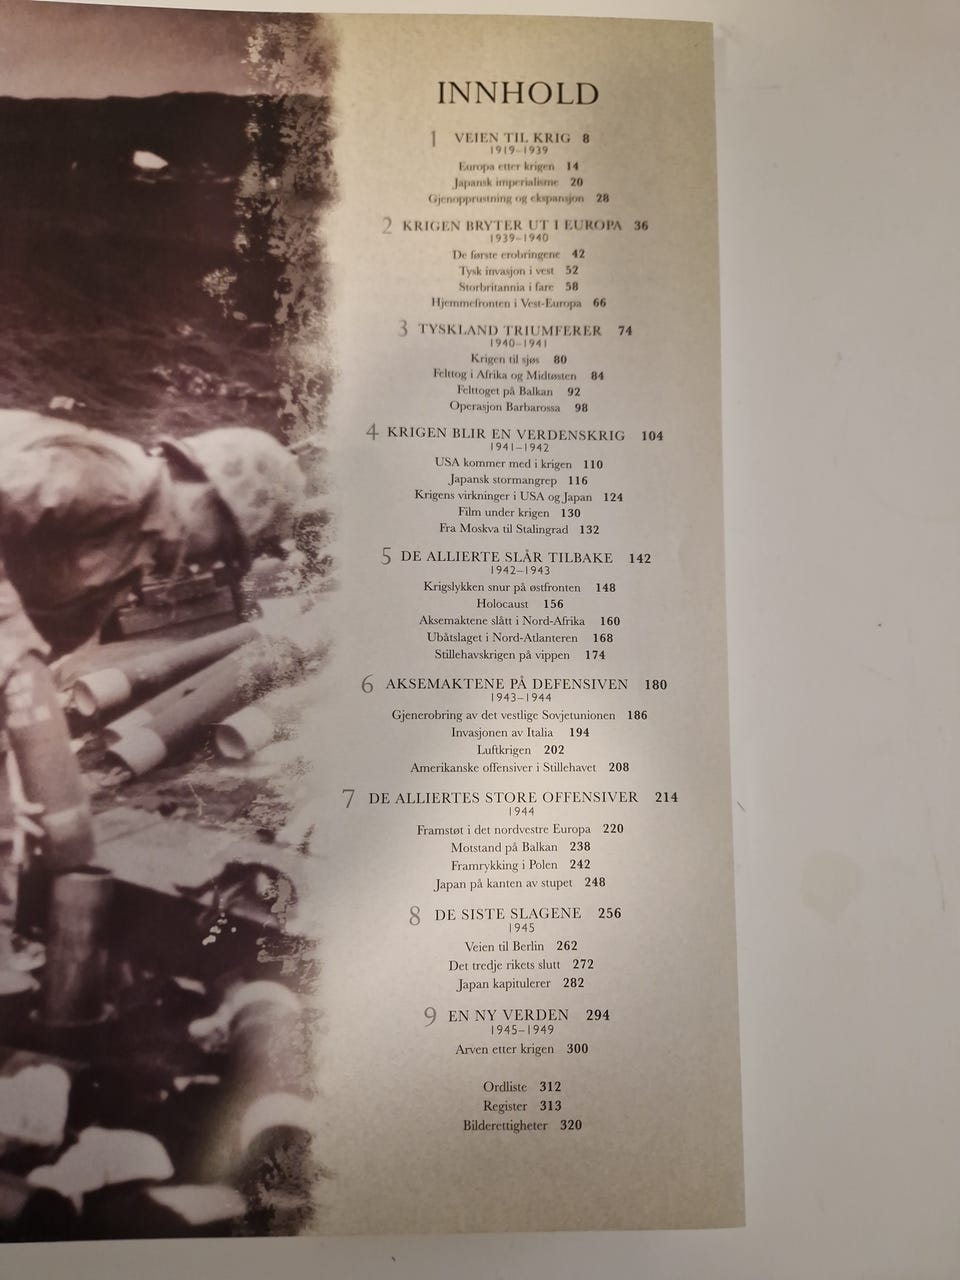 INNHOLD
1 VEIEN TIL KRIG 8
1919–1939
Europa etter krigen 14
Japansk imperialisme 20
Gjenopprustning og ekspansjon 28
2 KRIGEN BRYTER UT I EUROPA 36
1939–1940
De første erobringene 42
Tysk invasjon i vest 52
Storbritannia i fare 58
Hjemmefronten i Vest-Europa 66
3 TYSKLAND TRIUMFERER 74
1940–1941
Krigen til sjøs 80
Felttog i Afrika og Midtøsten 84
Felttoget på Balkan 92
Operasjon Barbarossa 98
4 KRIGEN BLIR EN VERDENSKRIG 104
1941–1942
USA kommer med i krigen 110
Japansk stormangrep 116
Krigens virkninger i USA og Japan 124
Film under krigen 130
Fra Moskva til Stalingrad 132
5 DE ALLIERTE SLÅR TILBAKE 142
1942–1943
Krigslykken snur på østfronten 148
Holocaust 156
Aksemaktene slått i Nord-Afrika 160
Ubåtslaget i Nord-Atlanteren 168
Stillehavskrigen på vippen 174
6 AKSEMAKTENE PÅ DEFENSIVEN 180
1943–1944
Gjenerobring av det vestlige Sovjetunionen 186
Invasjonen av Italia 194
Luftkrigen 202
Amerikanske offensiver i Stillehavet 208
7 DE ALLIERTES STORE OFFENSIVER 214
1944
Framstøt i det nordvestre Europa 220
Motstand på Balkan 238
Framrykking i Polen 242
Japan på kanten av stupet 248
8 DE SISTE SLAGENE 256
1945
Veien til Berlin 262
Det tredje rikets slutt 272
Japan kapitulerer 282
9 EN NY VERDEN 294
1945–1949
Arven etter krigen 300
Ordliste 312
Register 313
Bilderettigheter 320